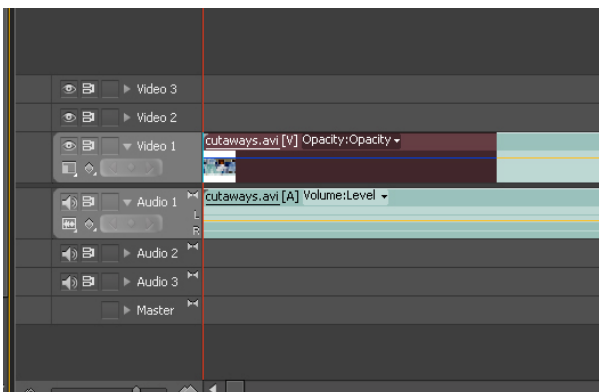 Video 3
Video 2
Video 1
cutaways.avi [V] Opacity:Opacity
Audio 1
cutaways.avi [A] Volume:Level
L
R
Audio 2
Audio 3
Master